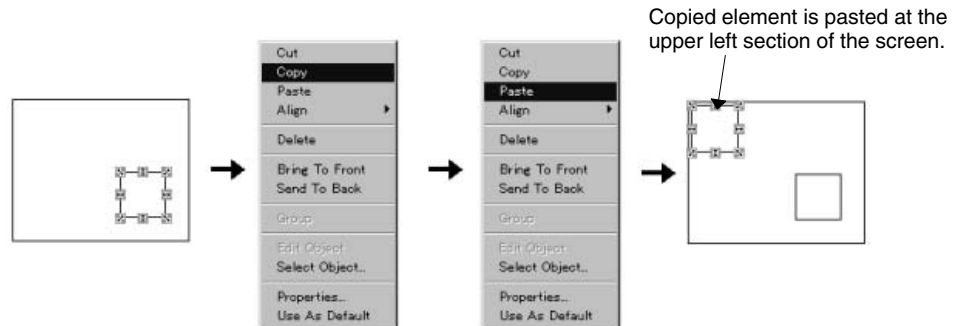 Copied element is pasted at the
upper left section of the screen.
Cut
Copy
Paste
Align
Delete
Bring To Front
Send To Back
Group
Edit Object
Select Object...
Properties...
Use As Default
Cut
Copy
Paste
Align
Delete
Bring To Front
Send To Back
Group
Edit Object
Select Object...
Properties...
Use As Default